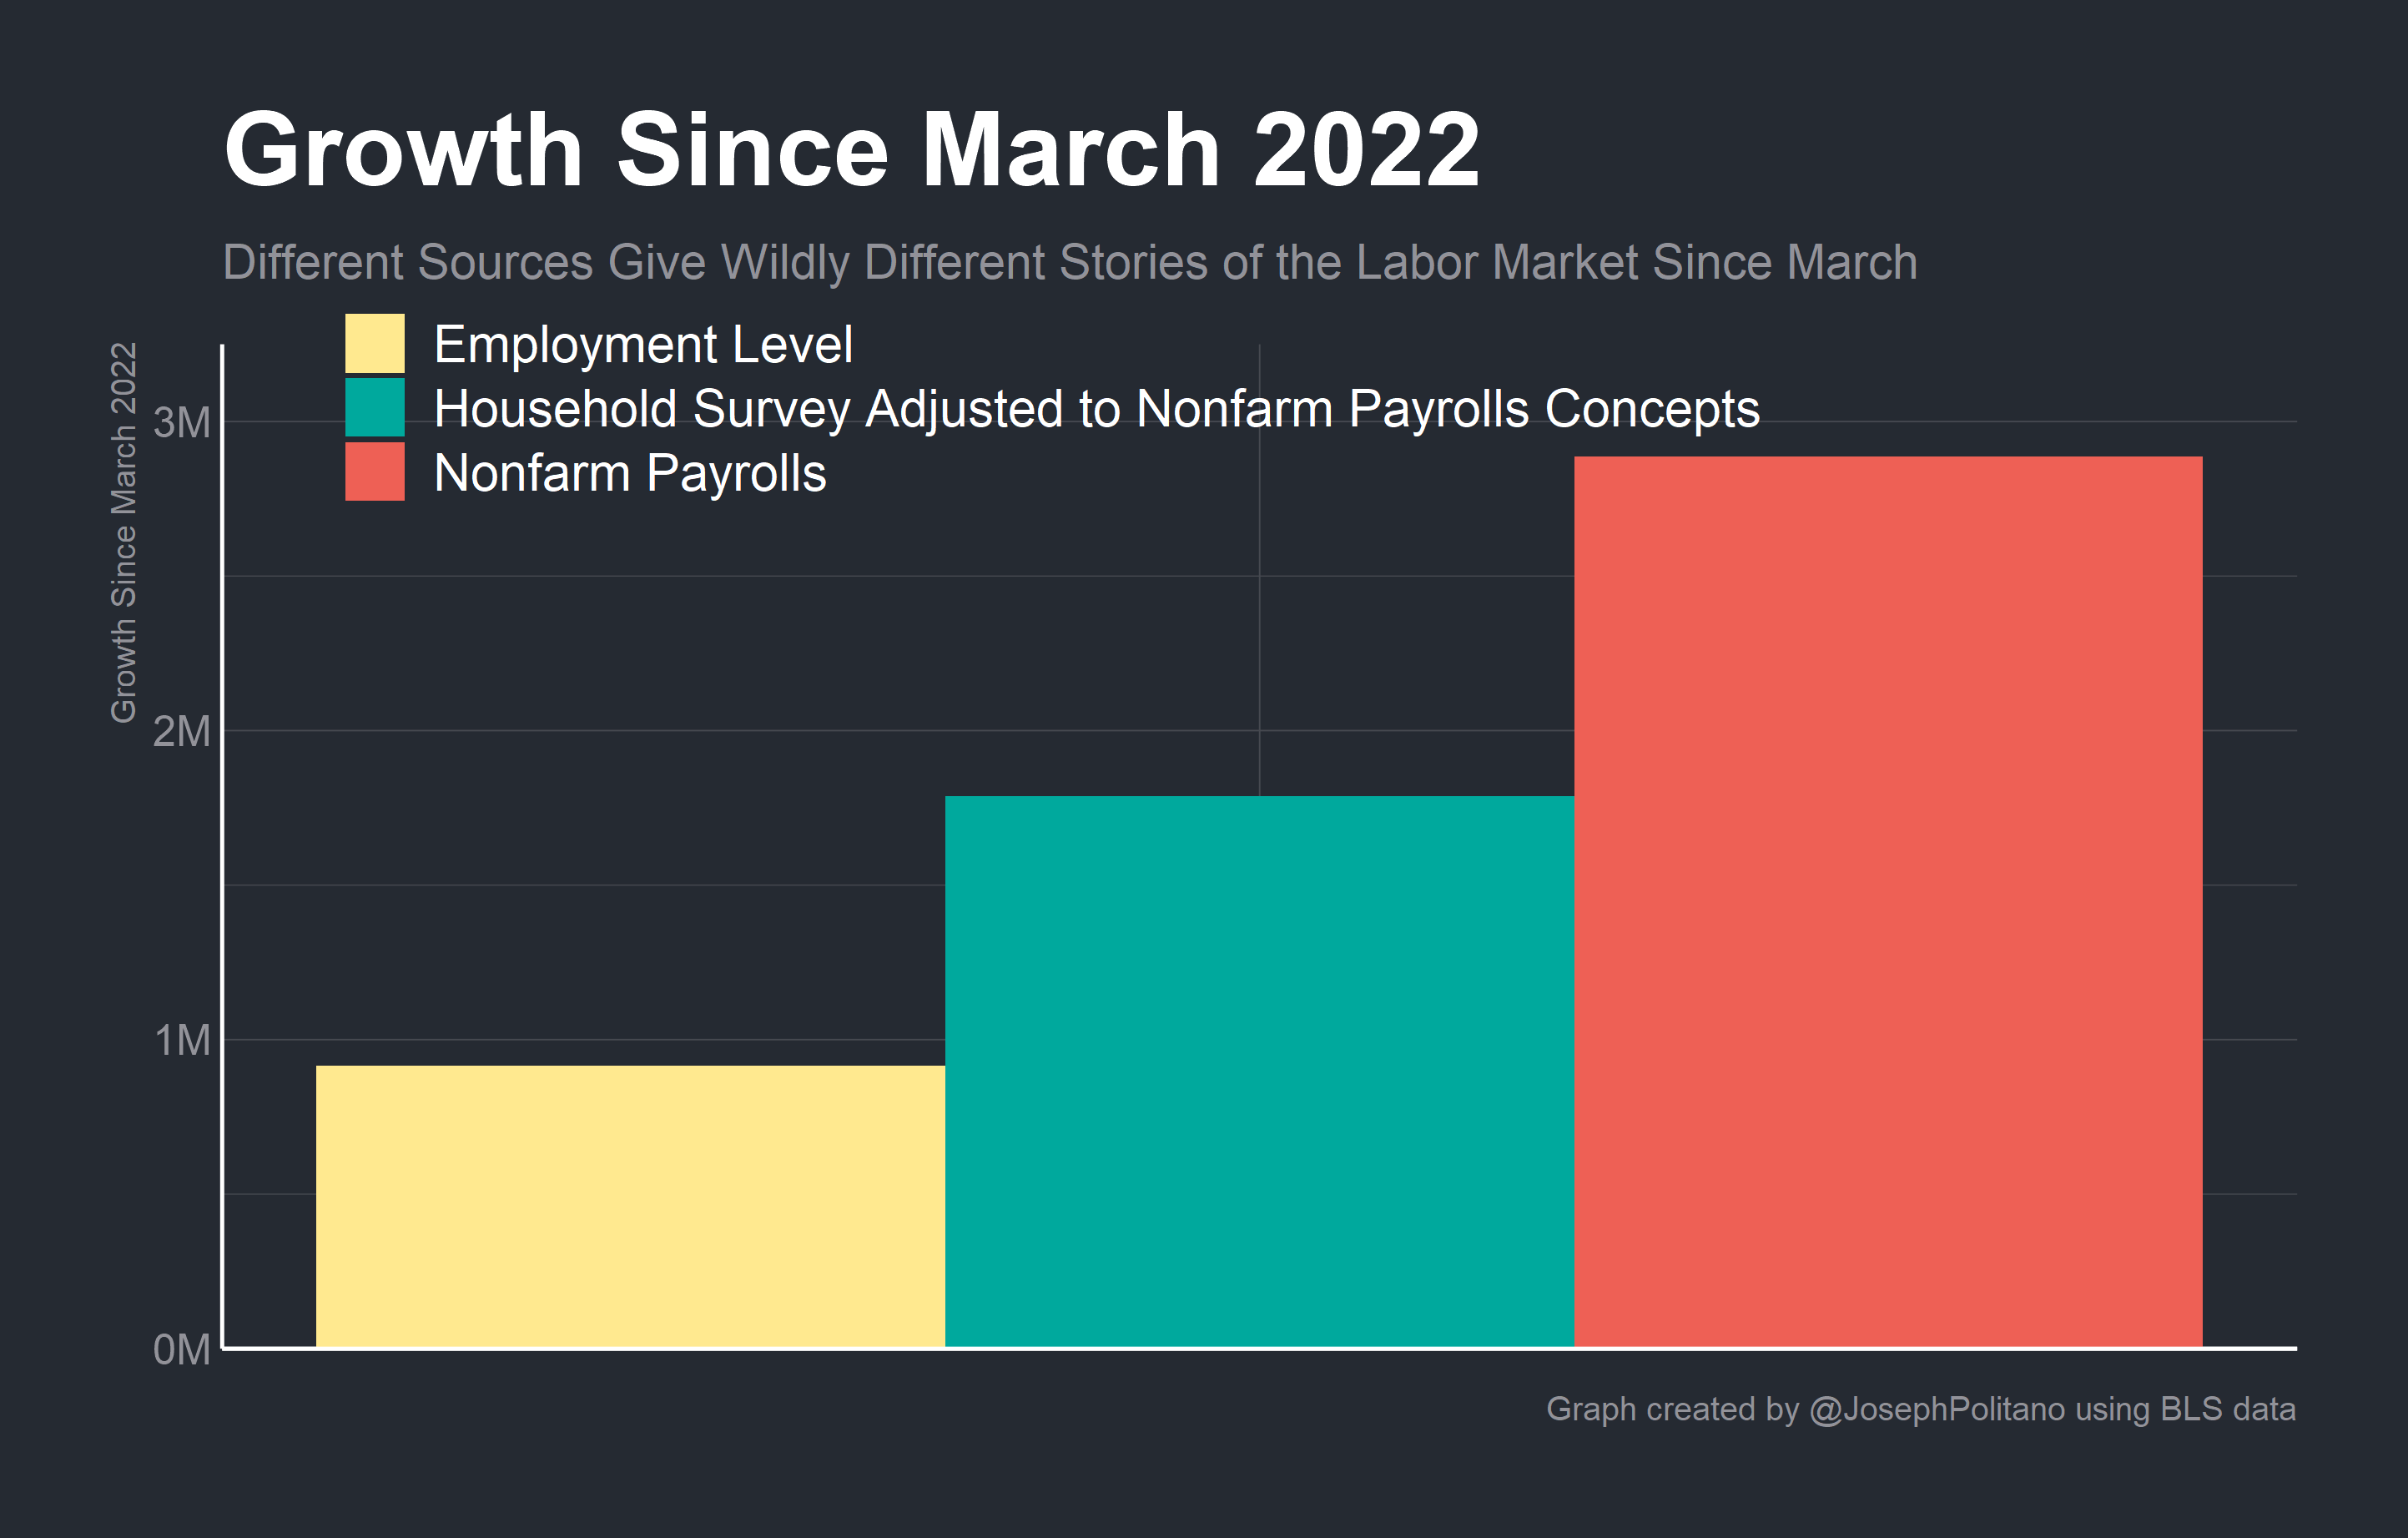 Growth Since March 2022
Different Sources Give Wildly Different Stories of the Labor Market Since March
Employment Level
Household Survey Adjusted to Nonfarm Payrolls Concepts
Nonfarm Payrolls
Growth Since March 2022
3M
2M
1M
0M
Graph created by @JosephPolitano using BLS data